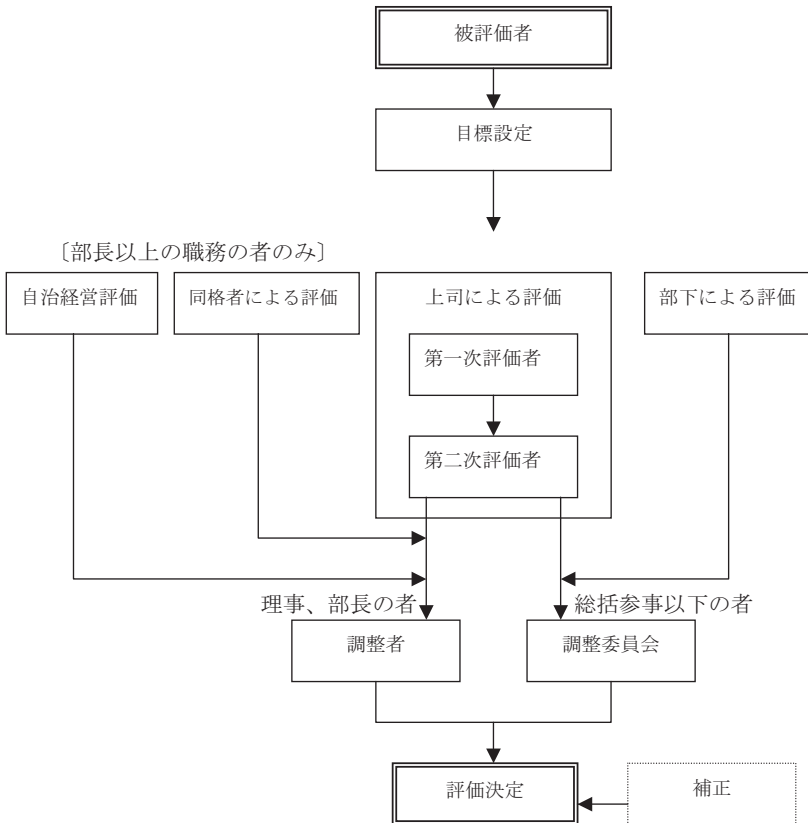 被評価者
目標設定
〔部長以上の職務の者のみ〕
自治経営評価
同格者による評価
上司による評価
部下による評価
第一次評価者
第二次評価者
理事、部長の者
総括参事以下の者
調整者
調整委員会
評価決定
補正